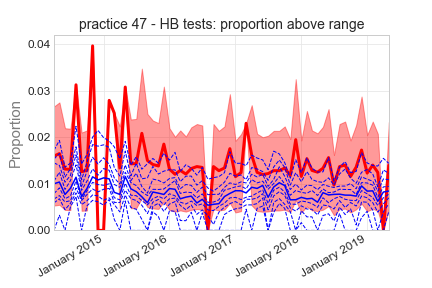 practice 47 - HB tests: proportion above range
0.04
0.03
0.02
0.01
0.00
Proportion
January 2015
January 2016
January 2017
January 2018
January 2019